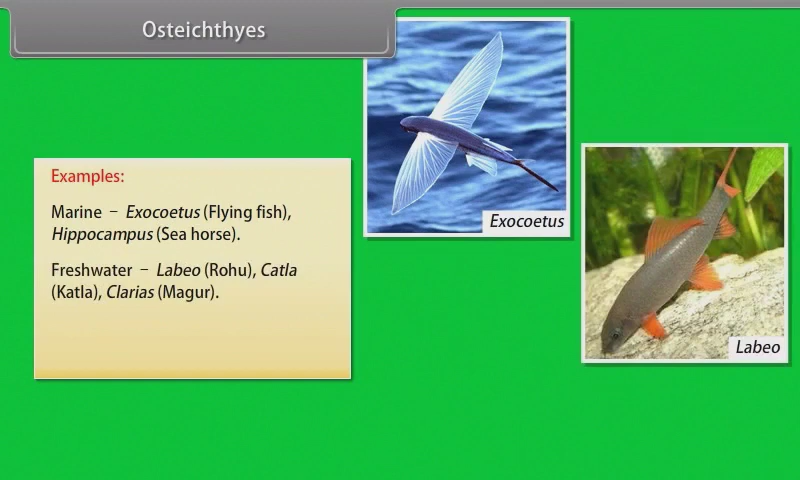 Osteichthyes
Examples:
Marine – Exocoetus (Flying fish),
Hippocampus (Sea horse).
Freshwater – Labeo (Rohu), Catla
(Katla), Clarias (Magur).
Exocoetus
Labeo